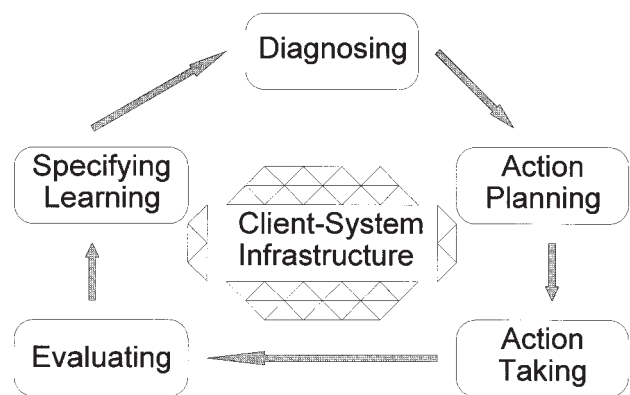 Diagnosing
Action
Planning
Action
Taking
Evaluating
Specifying
Learning
Client-System
Infrastructure